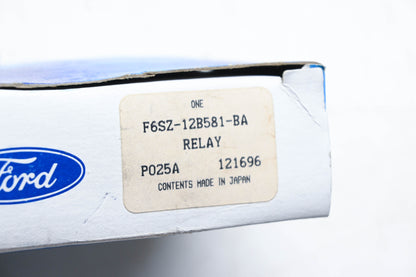 ONE
F6SZ-12B581-BA
RELAY
P025A 121696
CONTENTS MADE IN JAPAN
Ford